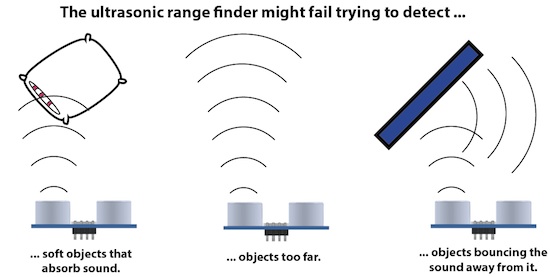 The ultrasonic range finder might fail trying to detect ...
... soft objects that
absorb sound.
... objects too far.
... objects bouncing the
sound away from it.